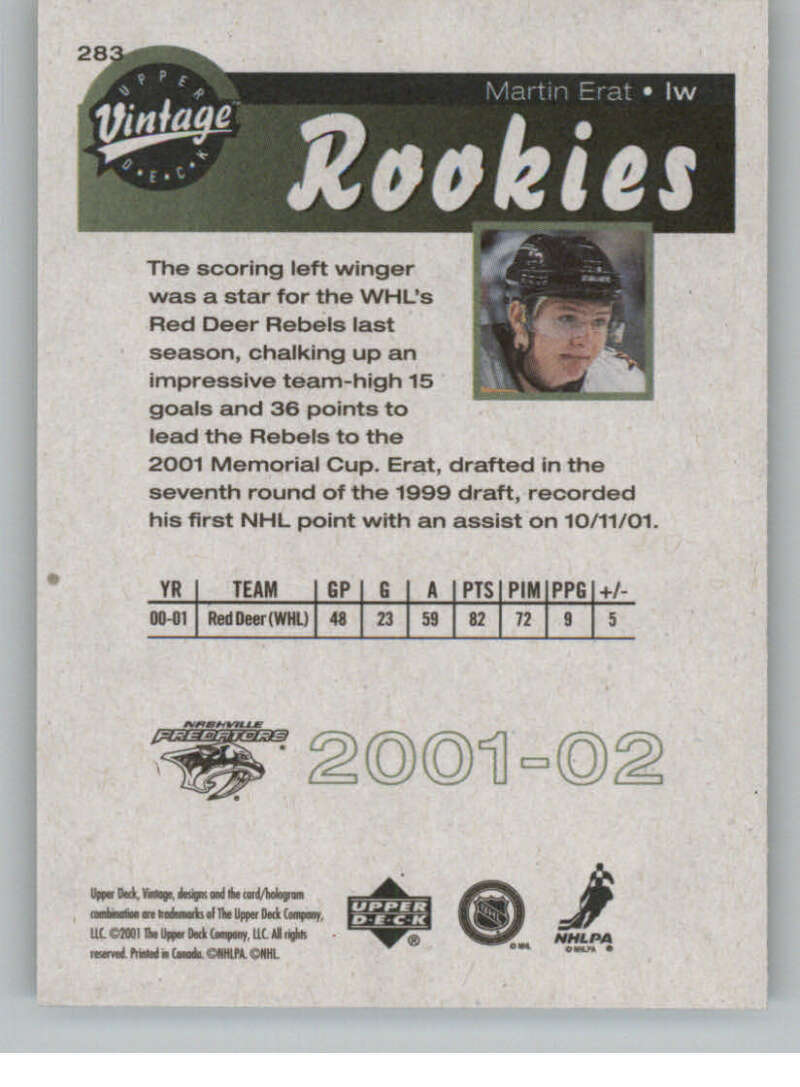 283
UPPER
Vintage
DECK
Martin Erat • lw
Rookies
The scoring left winger
was a star for the WHL's
Red Deer Rebels last
season, chalking up an
impressive team-high 15
goals and 36 points to
lead the Rebels to the
2001 Memorial Cup. Erat, drafted in the
seventh round of the 1999 draft, recorded
his first NHL point with an assist on 10/11/01.
YR TEAM GP G A PTS PIM PPG +/-
00-01 Red Deer (WHL) 48 23 59 82 72 9 5
NASHVILLE
PREDATORS
2001-02
Upper Deck, Vintage, designs and the card/hologram
combination are trademarks of The Upper Deck Company,
LLC. ©2001 The Upper Deck Company, LLC. All rights
reserved. Printed in Canada. ©NHLPA. ©NHL.
UPPER
D·E·C·K
®
NHL
© NHL
NHLPA
© NHLPA ®